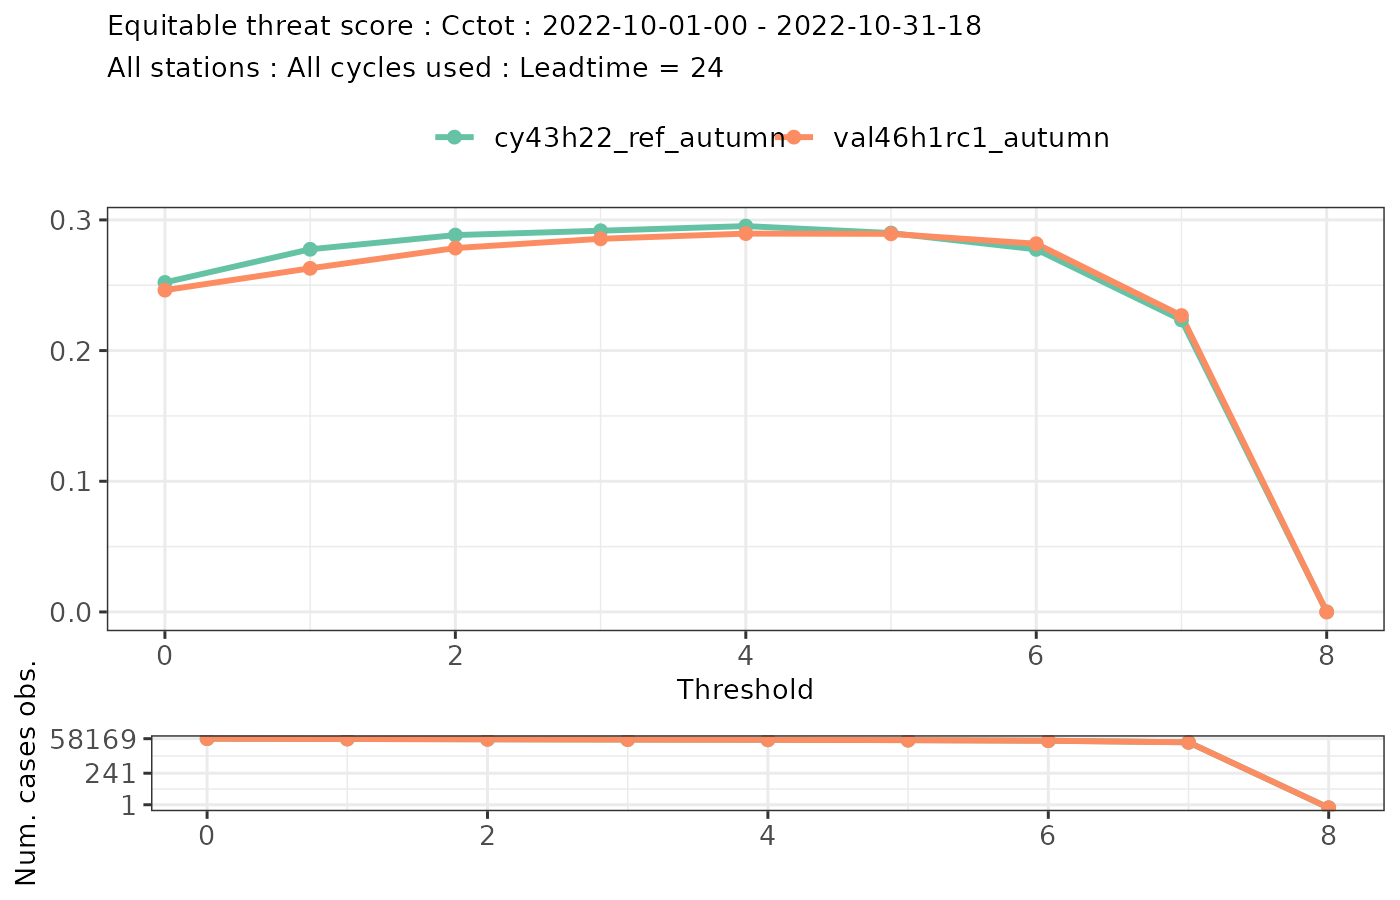 Equitable threat score : Cctot : 2022-10-01-00 - 2022-10-31-18
All stations : All cycles used : Leadtime = 24
cy43h22_ref_autumn val46h1rc1_autumn
0.3
0.2
0.1
0.0
0 2 4 6 8
Threshold
Num. cases obs.
58169
241
1
0 2 4 6 8